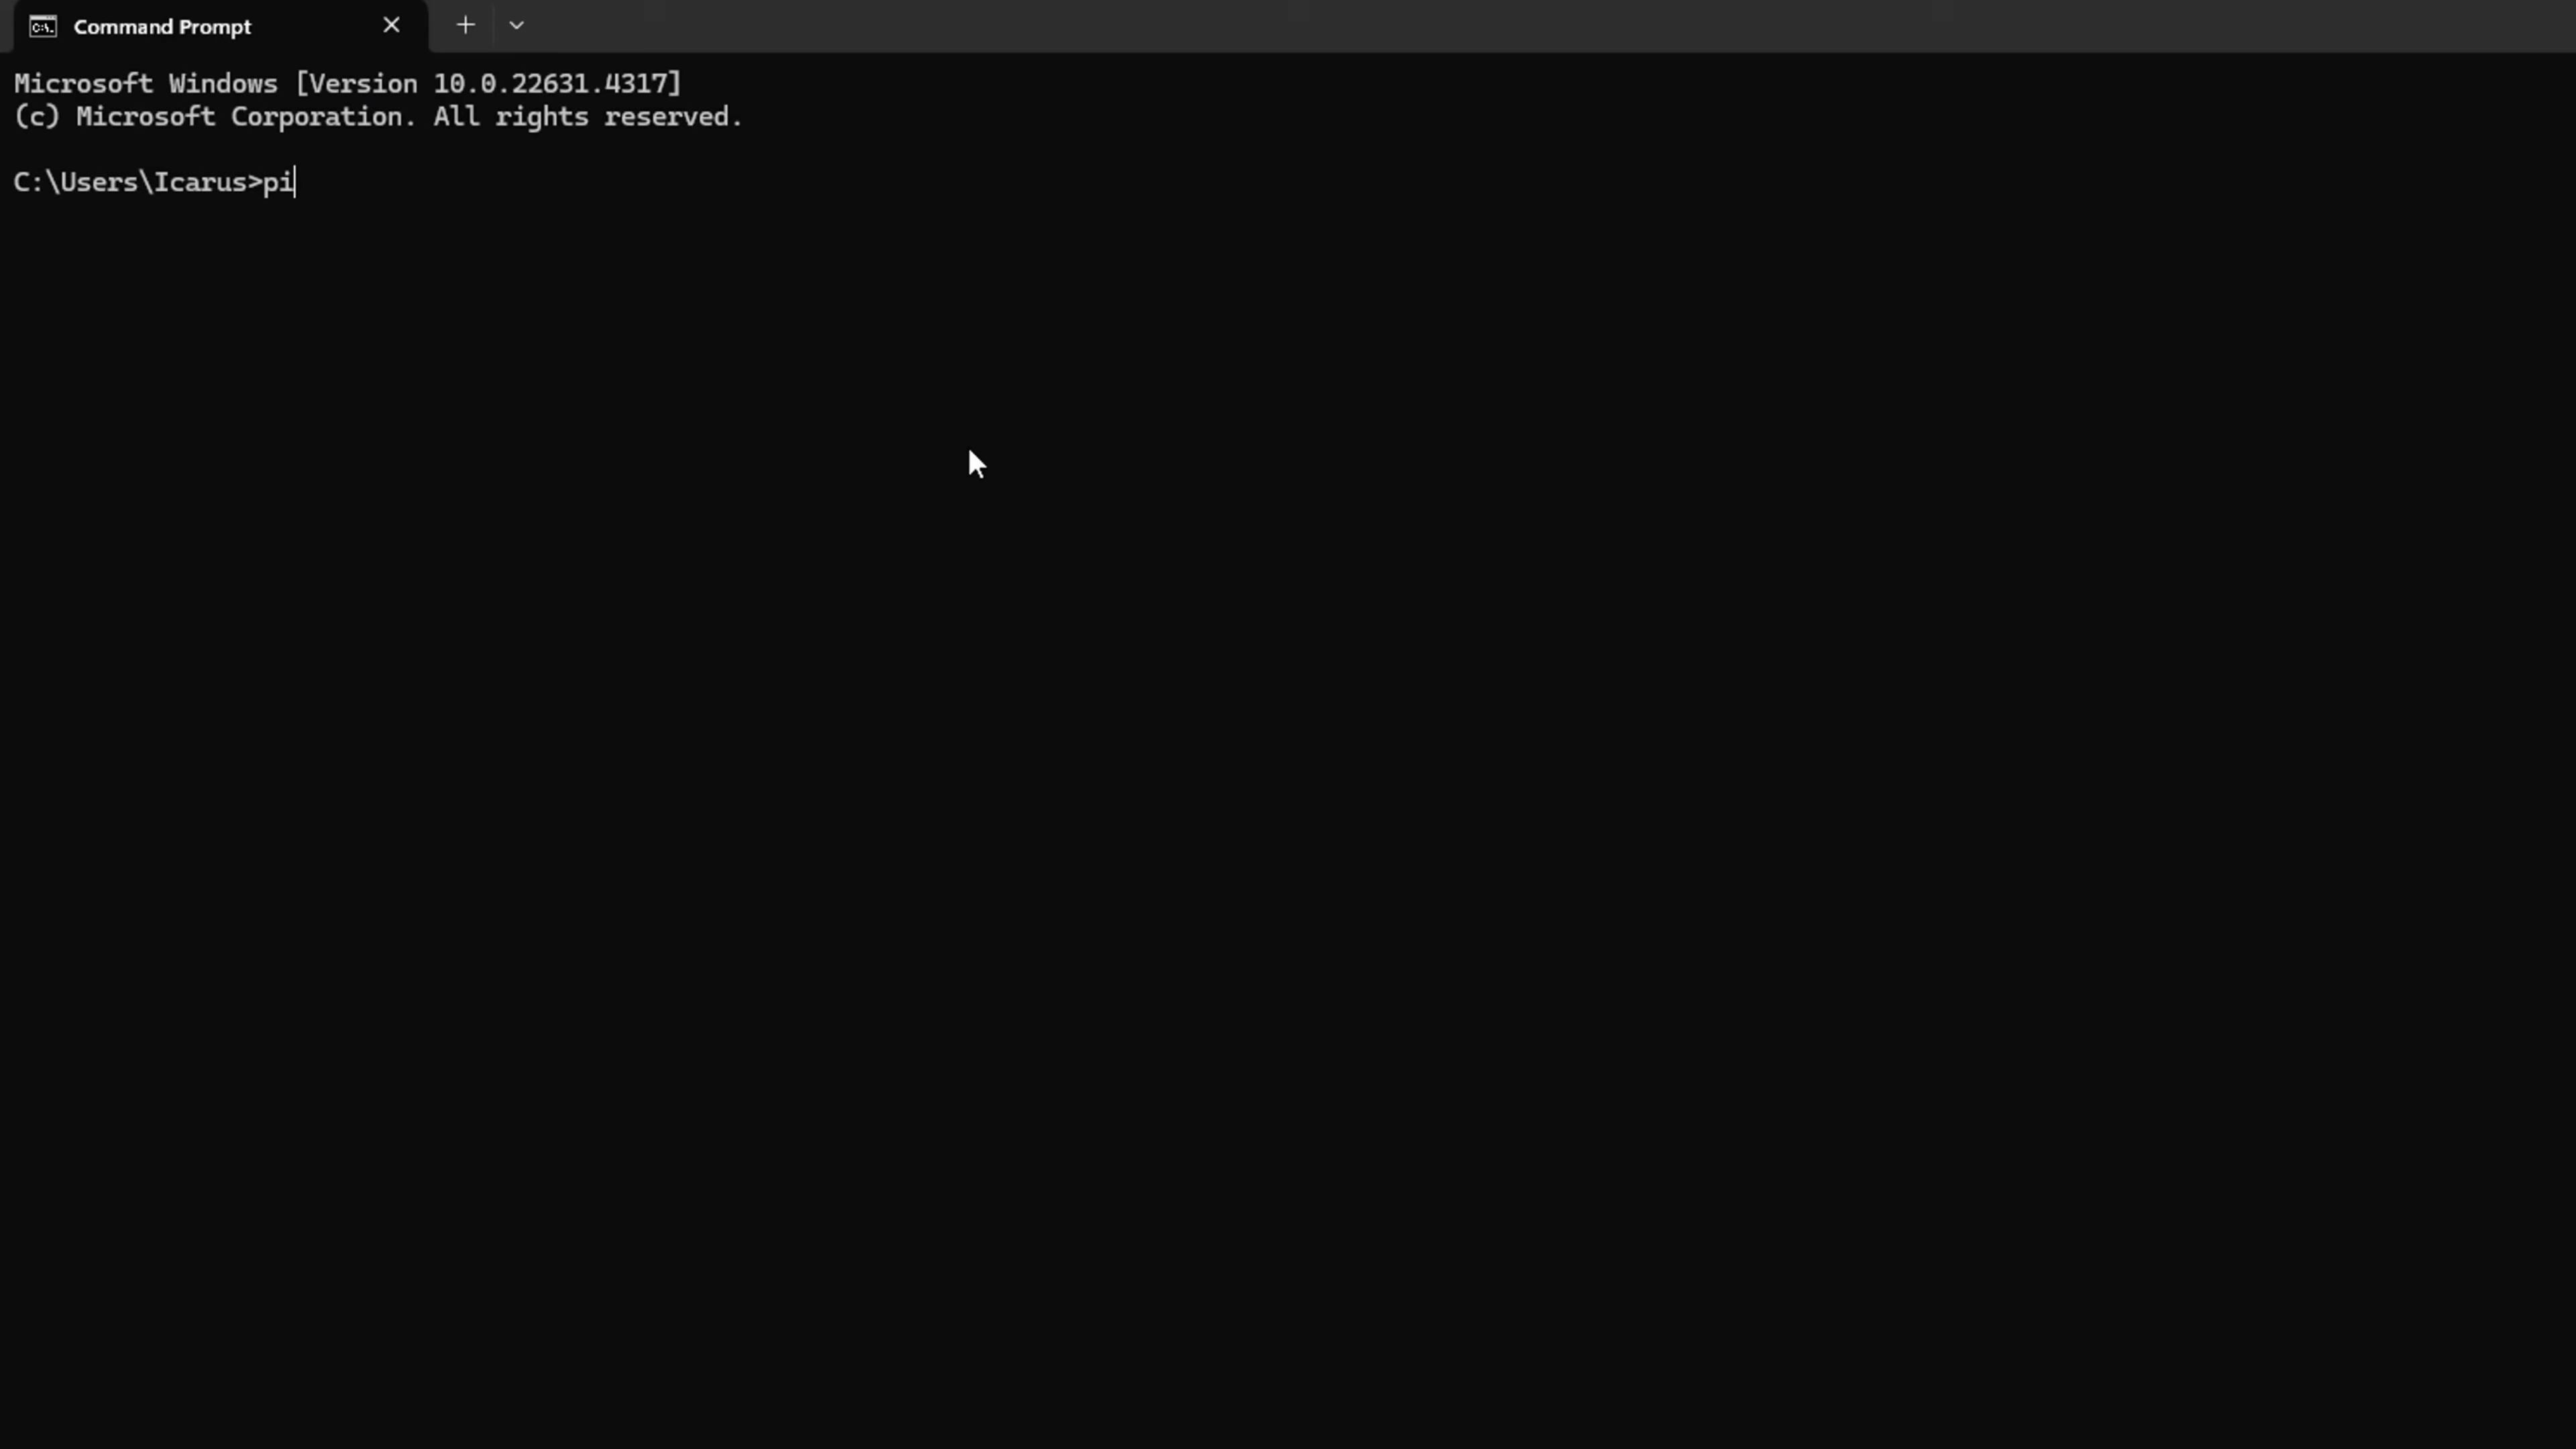 Command Prompt
Microsoft Windows [Version 10.0.22631.4317]
(c) Microsoft Corporation. All rights reserved.
C:\Users\Icarus>pi